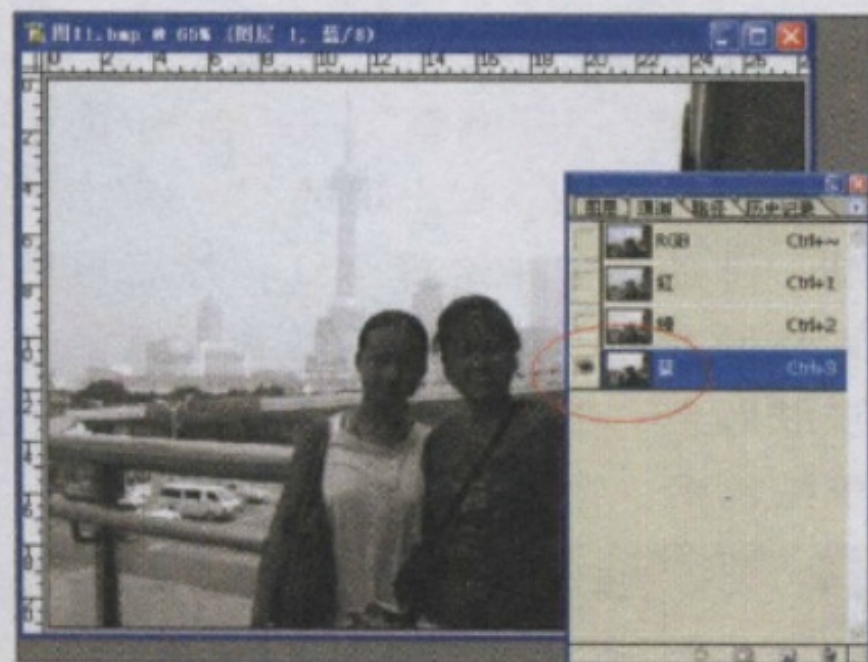 图11.bmp @ 65% (图层 1, 蓝/8)
0 2 4 6 8 10 12 14 16 18 20 22 24 26
图层 通道 路径 历史记录
RGB Ctrl+~
红 Ctrl+1
绿 Ctrl+2
蓝 Ctrl+3